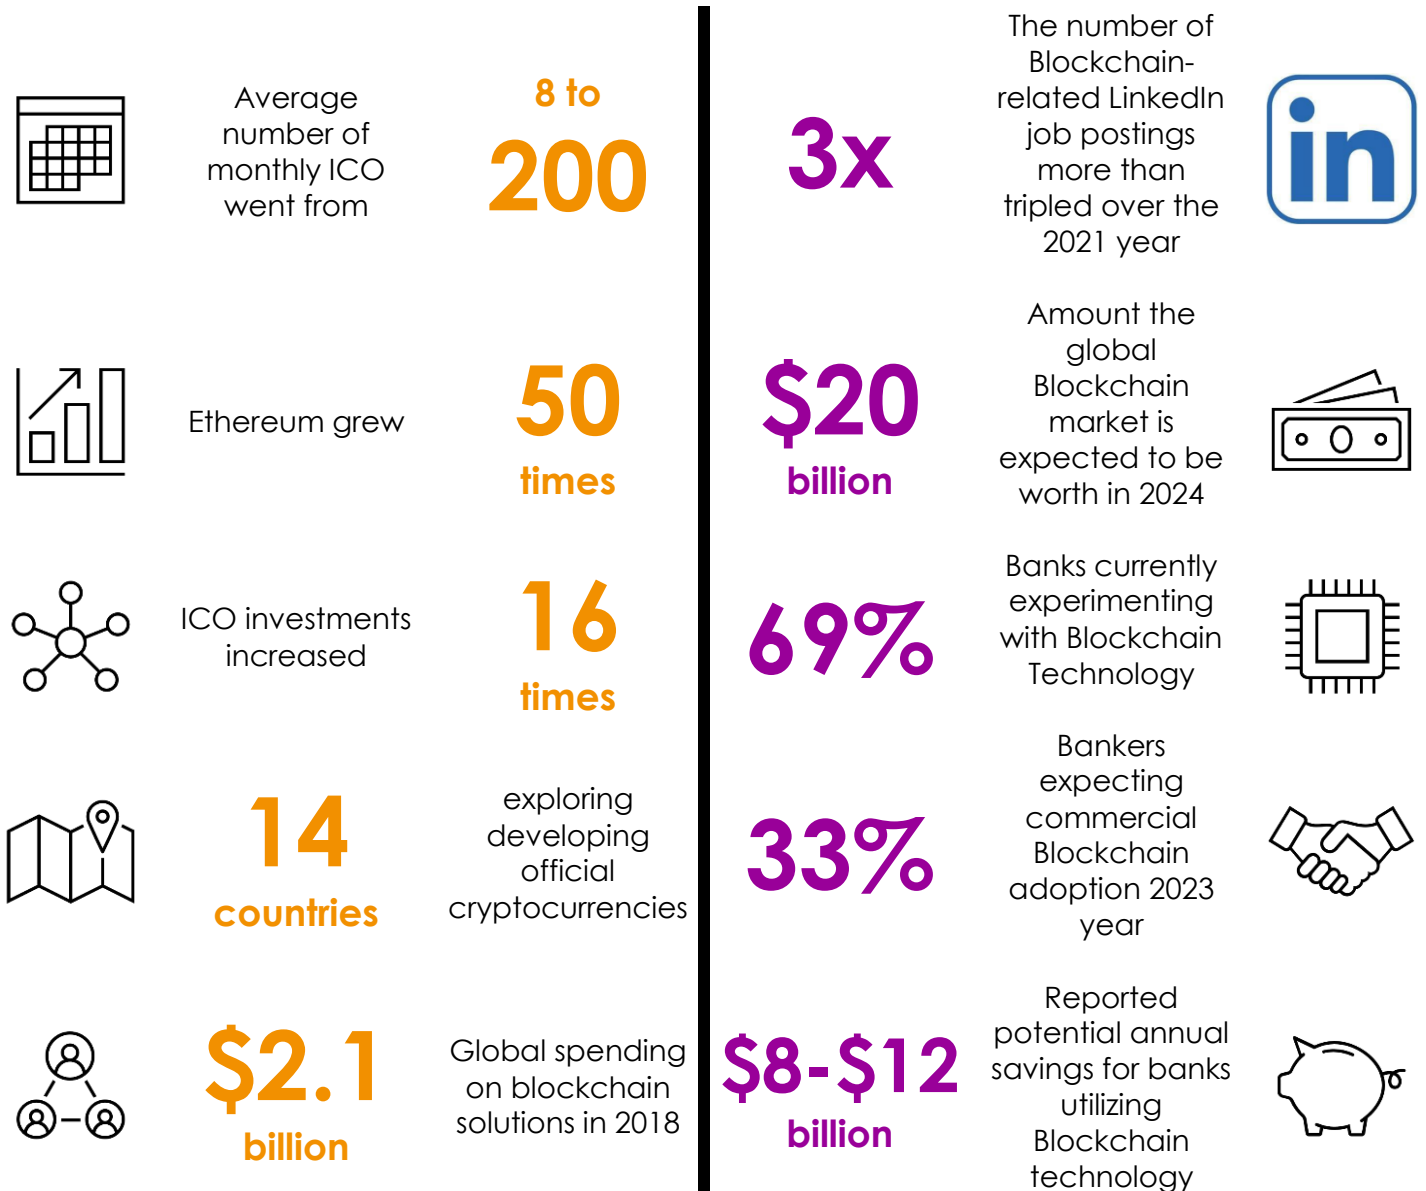 Average
number of
monthly ICO
went from
8 to
200
Ethereum grew
50
times
ICO investments
increased
16
times
14
countries
exploring
developing
official
cryptocurrencies
$2.1
billion
Global spending
on blockchain
solutions in 2018
3x
The number of
Blockchain-
related LinkedIn
job postings
more than
tripled over the
2021 year
in
$20
billion
Amount the
global
Blockchain
market is
expected to be
worth in 2024
69%
Banks currently
experimenting
with Blockchain
Technology
33%
Bankers
expecting
commercial
Blockchain
adoption 2023
year
$8-$12
billion
Reported
potential annual
savings for banks
utilizing
Blockchain
technology